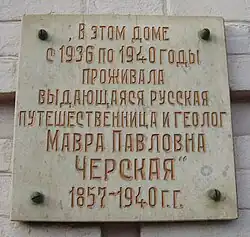 „В ЭТОМ ДОМЕ
С 1936 ПО 1940 ГОДЫ
ПРОЖИВАЛА
ВЫДАЮЩАЯСЯ РУССКАЯ
ПУТЕШЕСТВЕННИЦА И ГЕОЛОГ
МАВРА ПАВЛОВНА
ЧЕРСКАЯ“
1857-1940 г.г.